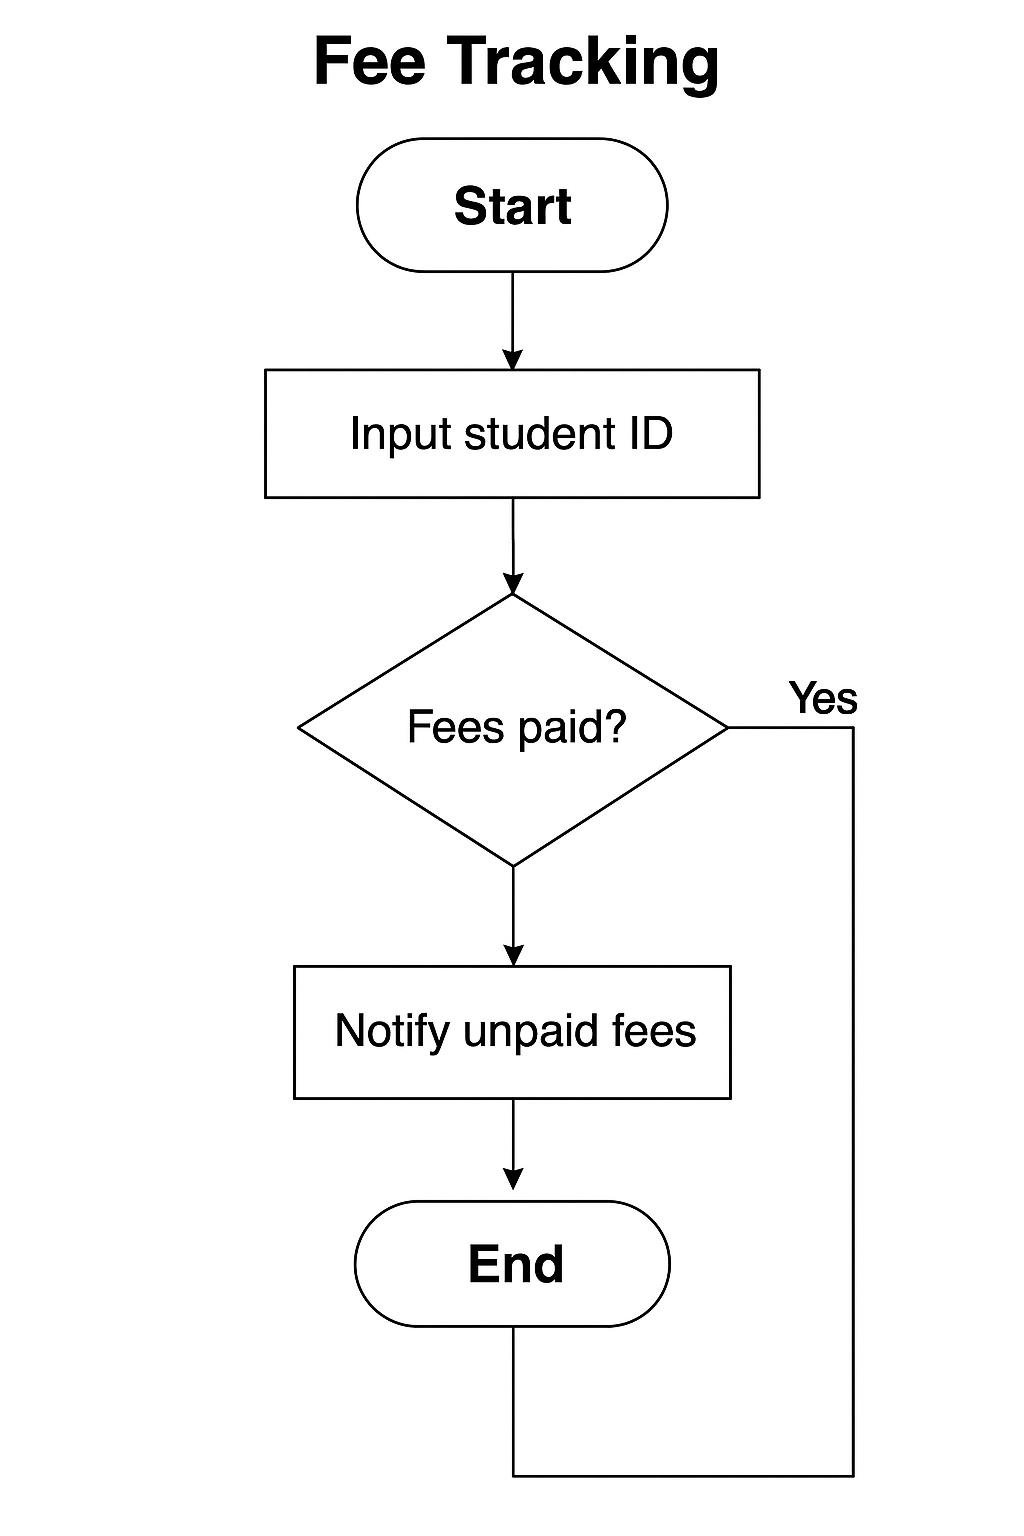 Fee Tracking
Start
Input student ID
Fees paid?
Yes
Notify unpaid fees
End